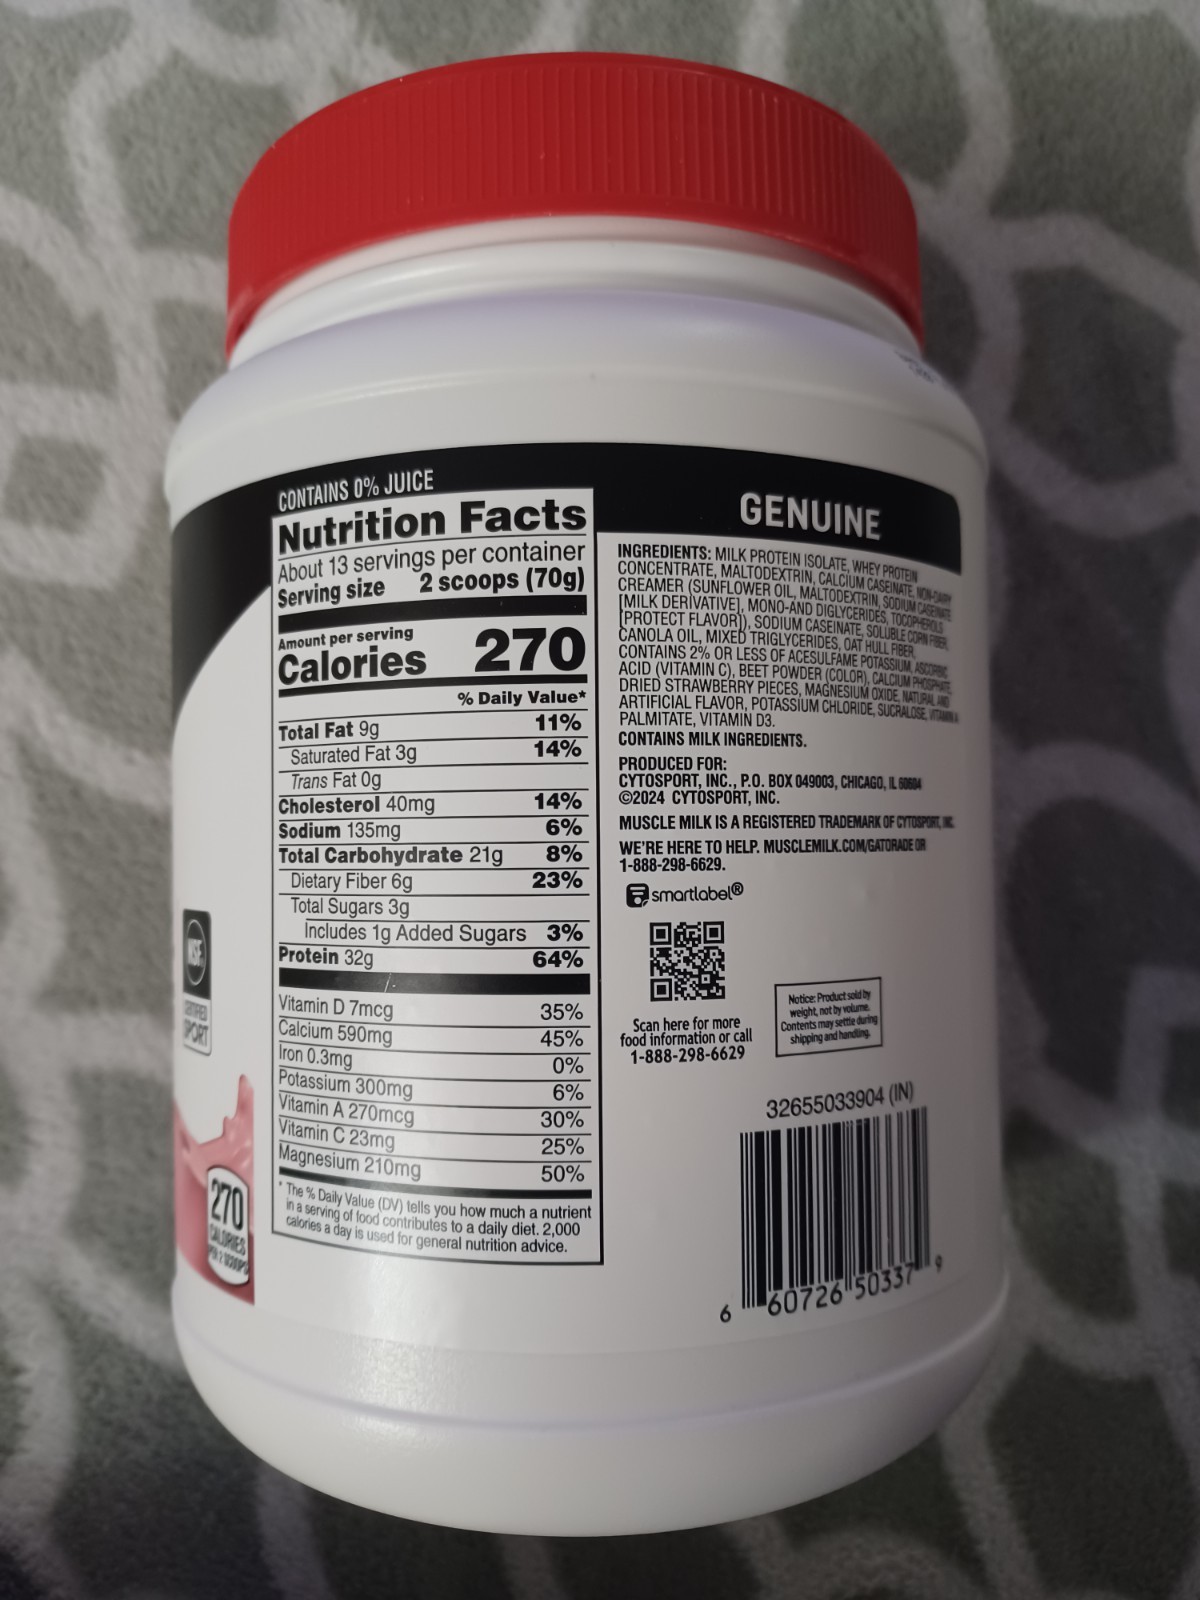 CONTAINS 0% JUICE
Nutrition Facts
About 13 servings per container
Serving size 2 scoops (70g)
Amount per serving
Calories 270
% Daily Value*
Total Fat 9g 11%
Saturated Fat 3g 14%
Trans Fat 0g
Cholesterol 40mg 14%
Sodium 135mg 6%
Total Carbohydrate 21g 8%
Dietary Fiber 6g 23%
Total Sugars 3g
Includes 1g Added Sugars 3%
Protein 32g 64%
Vitamin D 7mcg 35%
Calcium 590mg 45%
Iron 0.3mg 0%
Potassium 300mg 6%
Vitamin A 270mcg 30%
Vitamin C 23mg 25%
Magnesium 210mg 50%
* The % Daily Value (DV) tells you how much a nutrient
in a serving of food contributes to a daily diet. 2,000
calories a day is used for general nutrition advice.
NSF
CERTIFIED
SPORT
270
CALORIES
PER 2 SCOOPS
GENUINE
INGREDIENTS: MILK PROTEIN ISOLATE, WHEY PROTEIN
CONCENTRATE, MALTODEXTRIN, CALCIUM CASEINATE, NON-DAIRY
CREAMER (SUNFLOWER OIL, MALTODEXTRIN, SODIUM CASEINATE
[MILK DERIVATIVE], MONO-AND DIGLYCERIDES, TOCOPHEROLS
[PROTECT FLAVOR]), SODIUM CASEINATE, SOLUBLE CORN FIBER,
CANOLA OIL, MIXED TRIGLYCERIDES, OAT HULL FIBER,
CONTAINS 2% OR LESS OF ACESULFAME POTASSIUM, ASCORBIC
ACID (VITAMIN C), BEET POWDER (COLOR), CALCIUM PHOSPHATE,
DRIED STRAWBERRY PIECES, MAGNESIUM OXIDE, NATURAL AND
ARTIFICIAL FLAVOR, POTASSIUM CHLORIDE, SUCRALOSE, VITAMIN A
PALMITATE, VITAMIN D3.
CONTAINS MILK INGREDIENTS.
PRODUCED FOR:
CYTOSPORT, INC., P.O. BOX 049003, CHICAGO, IL 60604
©2024 CYTOSPORT, INC.
MUSCLE MILK IS A REGISTERED TRADEMARK OF CYTOSPORT, INC.
WE'RE HERE TO HELP. MUSCLEMILK.COM/GATORADE OR
1-888-298-6629.
smartlabel®
Scan here for more
food information or call
1-888-298-6629
Notice: Product sold by
weight, not by volume.
Contents may settle during
shipping and handling.
32655033904 (IN)
6 60726 50337 9